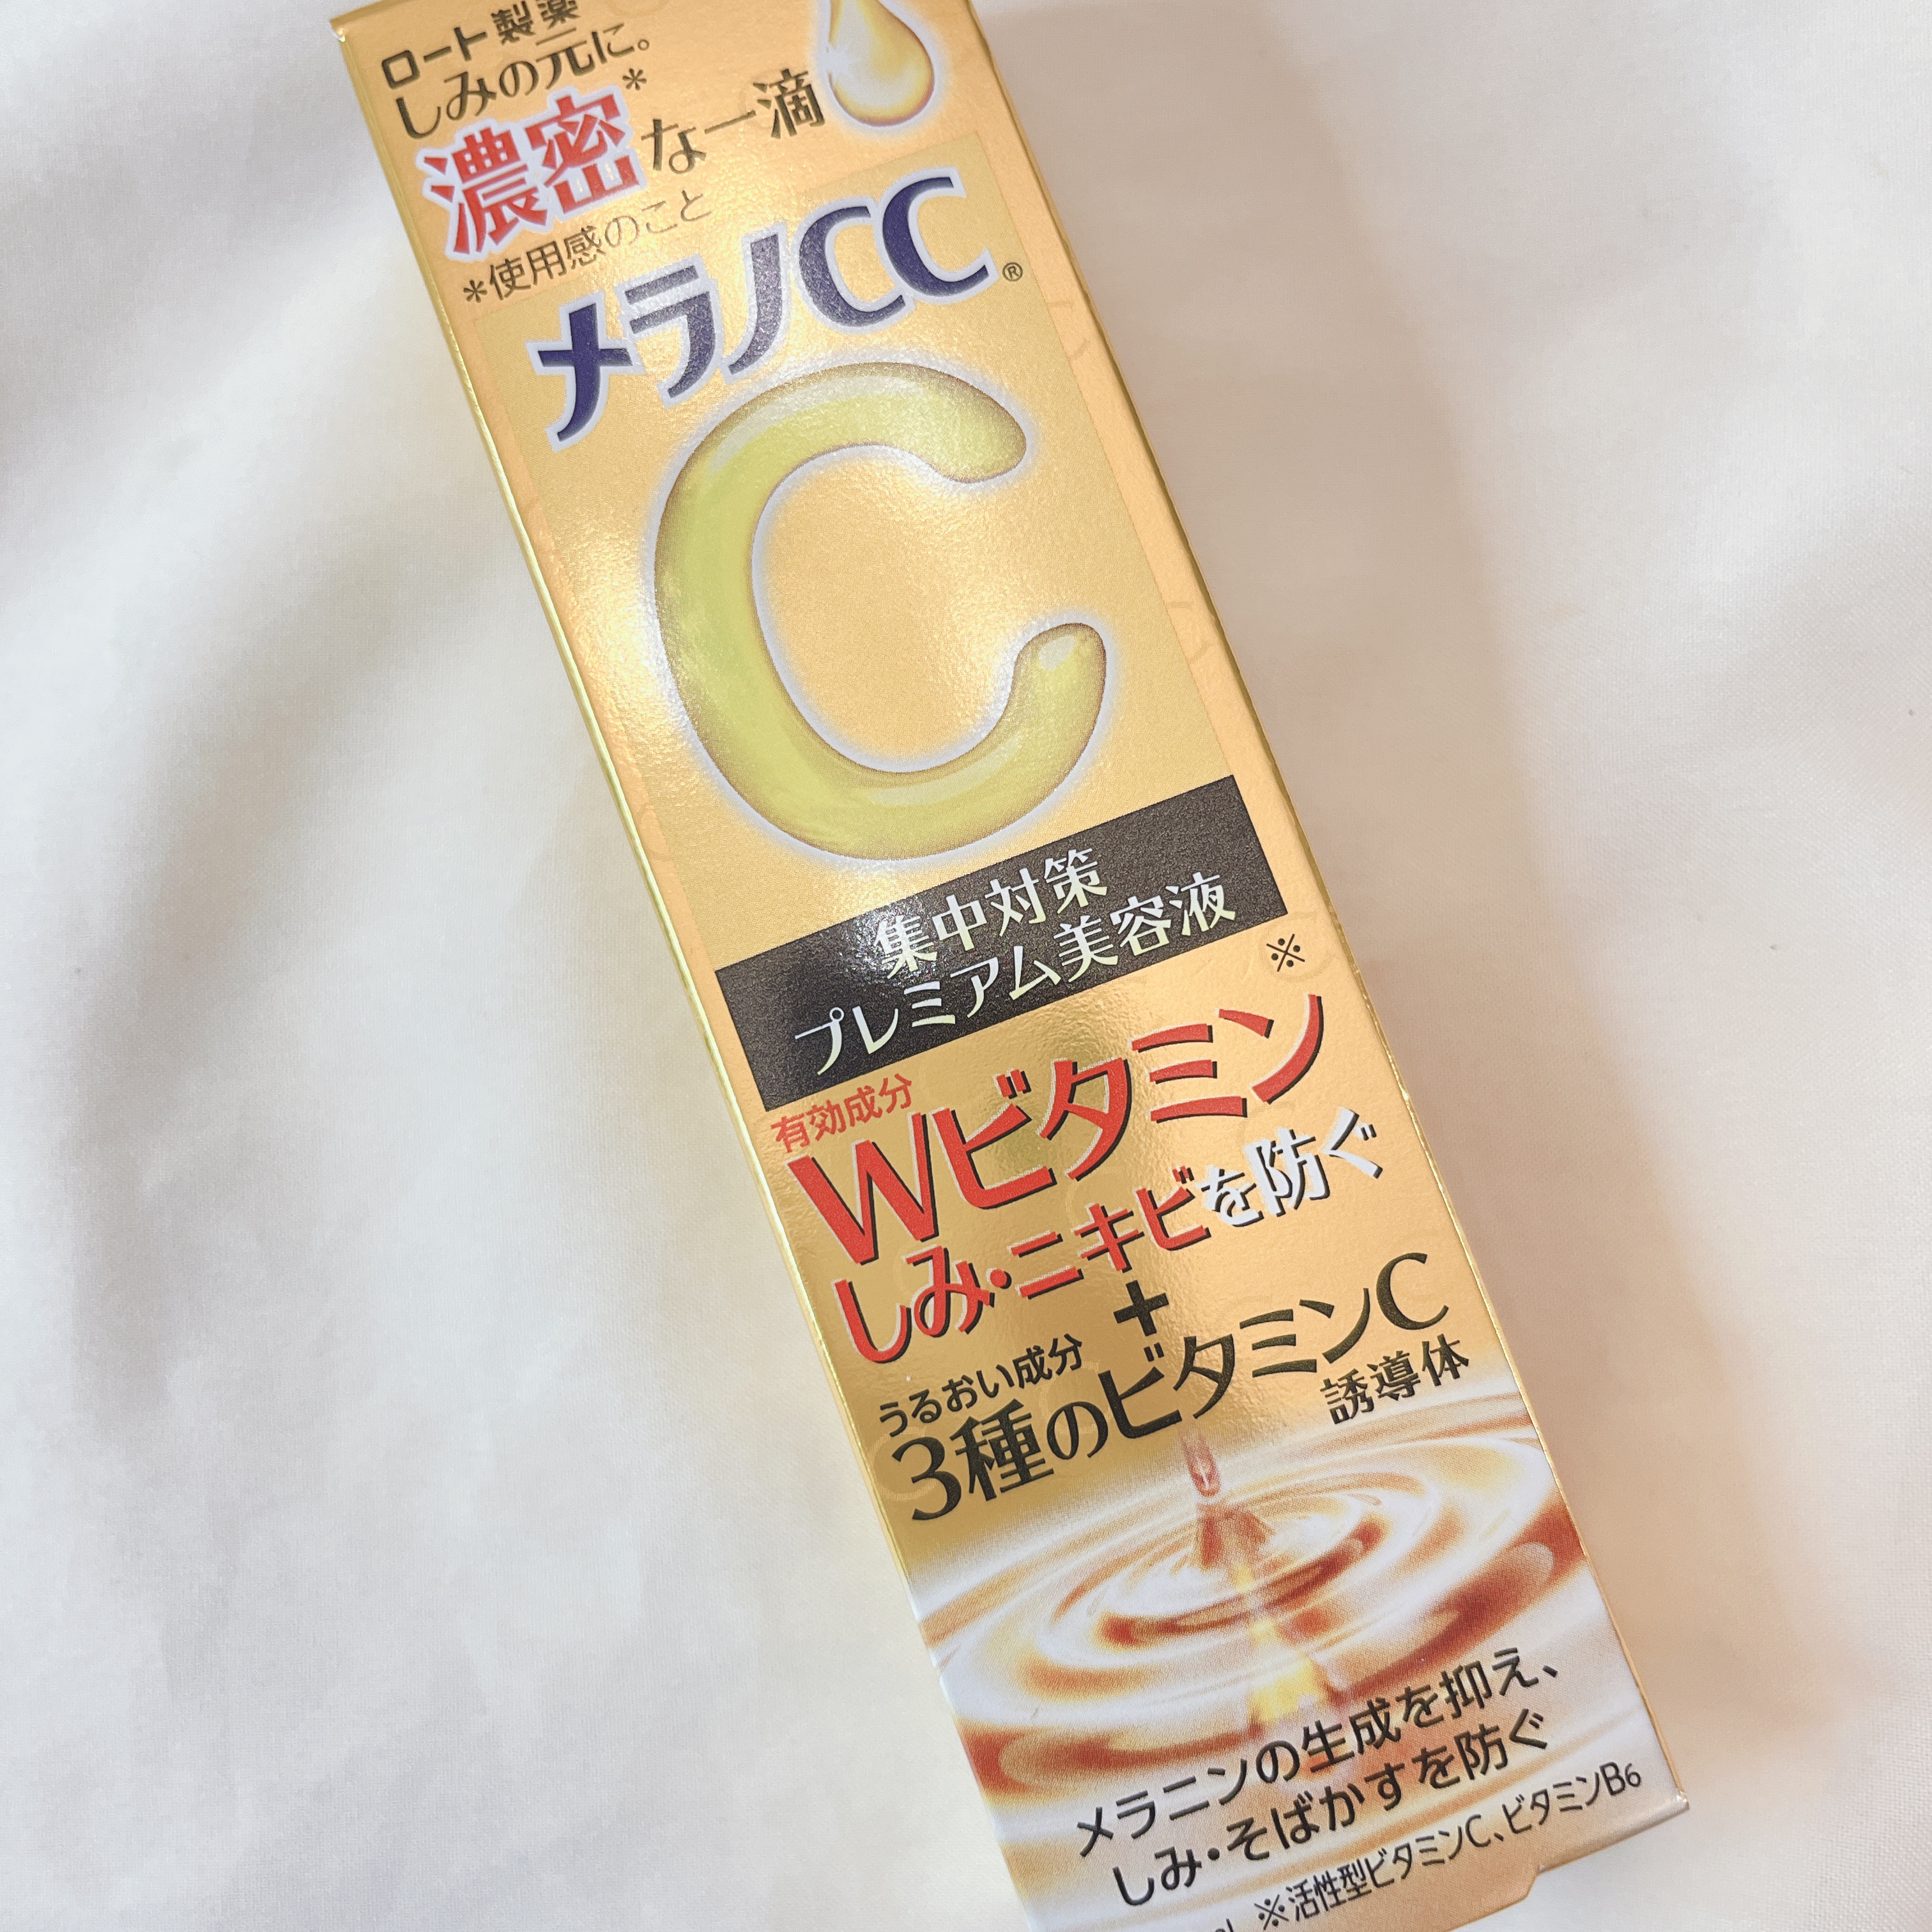 ロート製薬
しみの元に。
濃密*な一滴
*使用感のこと
メラノCC®
C
集中対策
プレミアム美容液
有効成分
Wビタミン※
しみ・ニキビを防ぐ
+
うるおい成分
3種のビタミンC
誘導体
メラニンの生成を抑え、
しみ・そばかすを防ぐ
※活性型ビタミンC、ビタミンB6